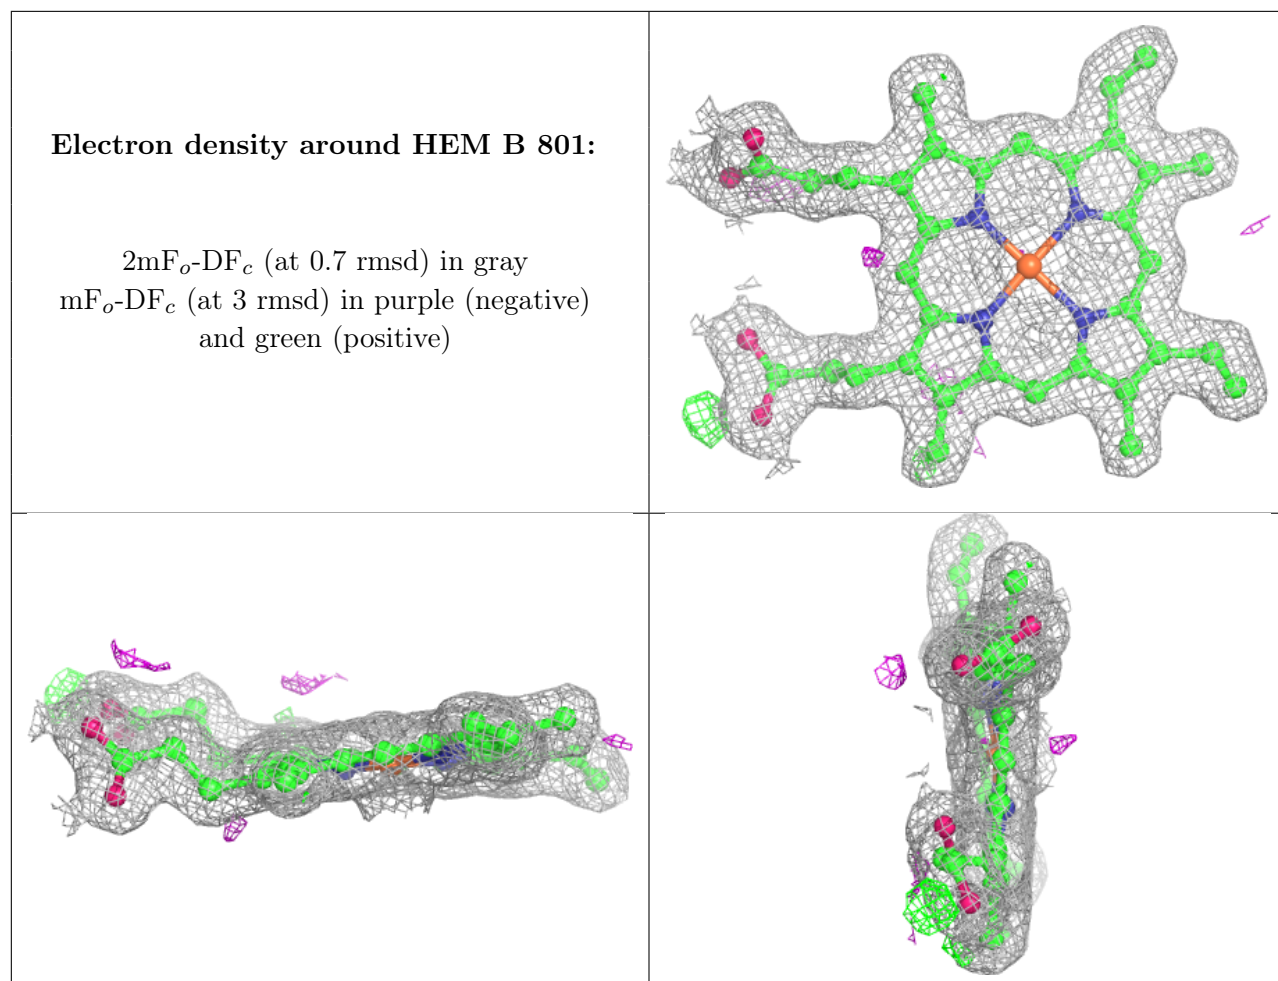 Electron density around HEM B 801:
2mFo-DFc (at 0.7 rmsd) in gray
mFo-DFc (at 3 rmsd) in purple (negative)
and green (positive)